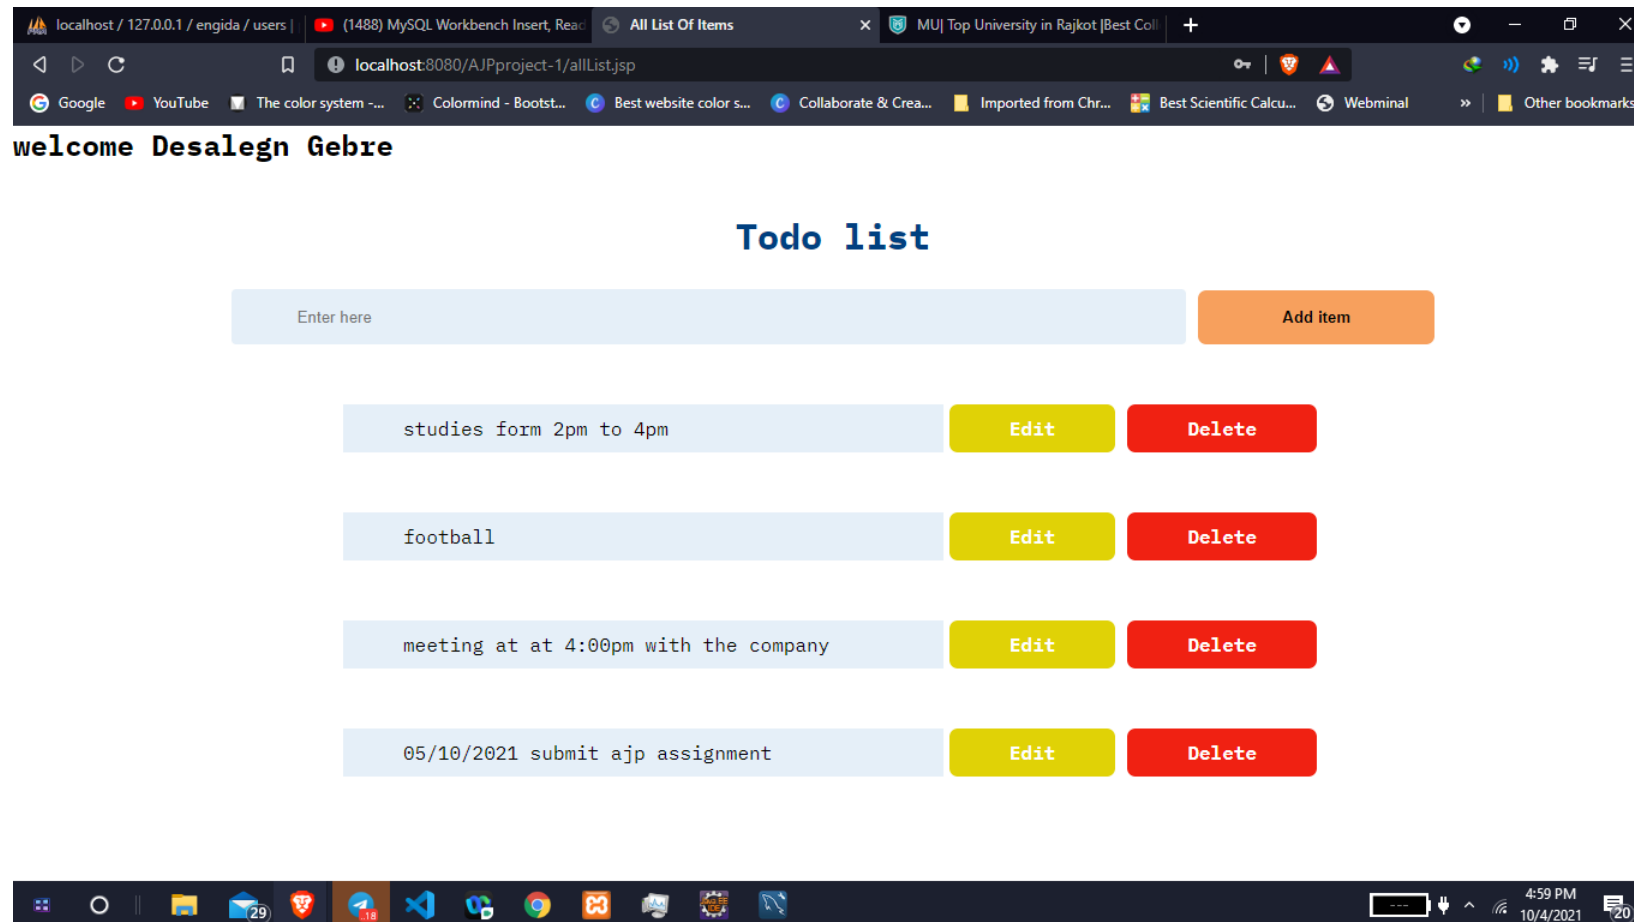 localhost / 127.0.0.1 / engida / users |
(1488) MySQL Workbench Insert, Read
All List Of Items
MU| Top University in Rajkot |Best Coll
localhost:8080/AJPproject-1/allList.jsp
Google
YouTube
The color system -...
Colormind - Bootst...
Best website color s...
Collaborate & Crea...
Imported from Chr...
Best Scientific Calcu...
Webminal
»
Other bookmarks
welcome Desalegn Gebre
Todo list
Enter here
Add item
studies form 2pm to 4pm
Edit
Delete
football
Edit
Delete
meeting at at 4:00pm with the company
Edit
Delete
05/10/2021 submit ajp assignment
Edit
Delete
29
18
4:59 PM
10/4/2021
20